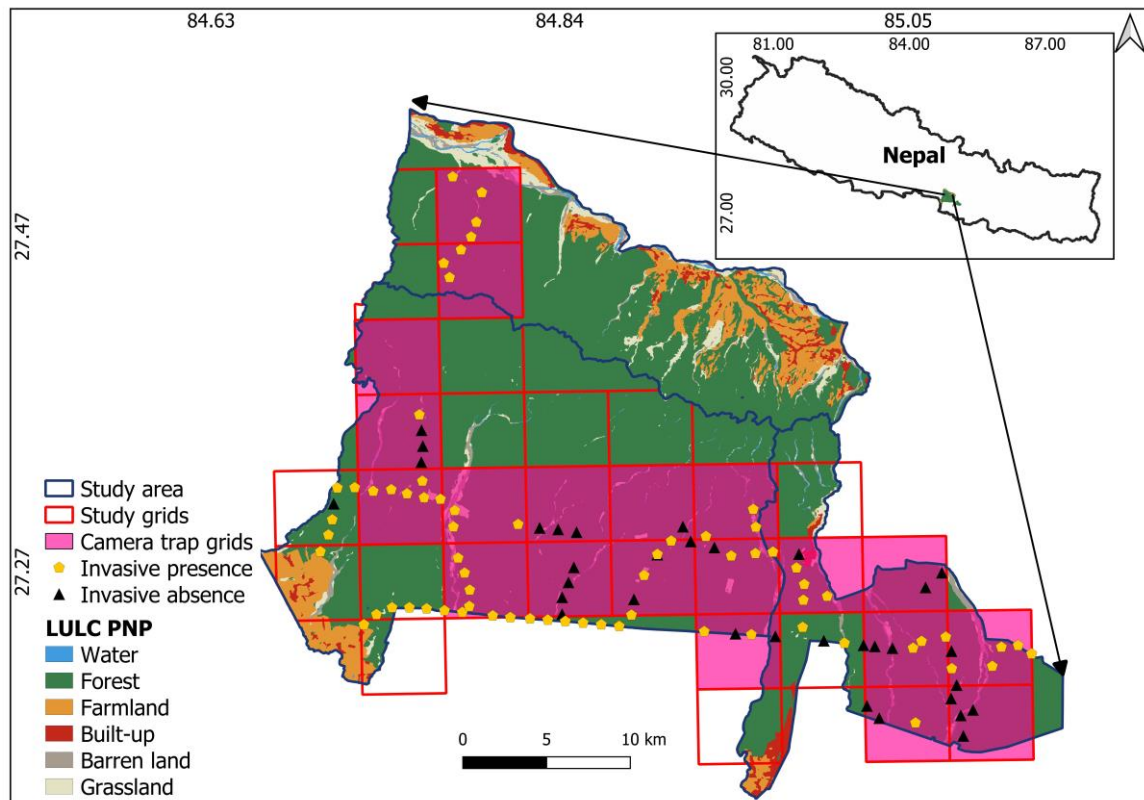 84.63 84.84 85.05
81.00 84.00 87.00
30.00
27.00
Nepal
27.47
27.27
Study area
Study grids
Camera trap grids
Invasive presence
Invasive absence
LULC PNP
Water
Forest
Farmland
Built-up
Barren land
Grassland
0 5 10 km